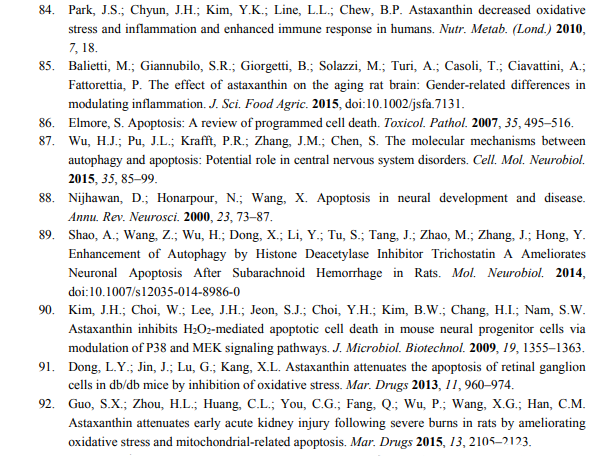 84. Park, J.S.; Chyun, J.H.; Kim, Y.K.; Line, L.L.; Chew, B.P. Astaxanthin decreased oxidative
stress and inflammation and enhanced immune response in humans. Nutr. Metab. (Lond.) 2010,
7, 18.
85. Balietti, M.; Giannubilo, S.R.; Giorgetti, B.; Solazzi, M.; Turi, A.; Casoli, T.; Ciavattini, A.;
Fattorettia, P. The effect of astaxanthin on the aging rat brain: Gender-related differences in
modulating inflammation. J. Sci. Food Agric. 2015, doi:10.1002/jsfa.7131.
86. Elmore, S. Apoptosis: A review of programmed cell death. Toxicol. Pathol. 2007, 35, 495–516.
87. Wu, H.J.; Pu, J.L.; Krafft, P.R.; Zhang, J.M.; Chen, S. The molecular mechanisms between
autophagy and apoptosis: Potential role in central nervous system disorders. Cell. Mol. Neurobiol.
2015, 35, 85–99.
88. Nijhawan, D.; Honarpour, N.; Wang, X. Apoptosis in neural development and disease.
Annu. Rev. Neurosci. 2000, 23, 73–87.
89. Shao, A.; Wang, Z.; Wu, H.; Dong, X.; Li, Y.; Tu, S.; Tang, J.; Zhao, M.; Zhang, J.; Hong, Y.
Enhancement of Autophagy by Histone Deacetylase Inhibitor Trichostatin A Ameliorates
Neuronal Apoptosis After Subarachnoid Hemorrhage in Rats. Mol. Neurobiol. 2014,
doi:10.1007/s12035-014-8986-0
90. Kim, J.H.; Choi, W.; Lee, J.H.; Jeon, S.J.; Choi, Y.H.; Kim, B.W.; Chang, H.I.; Nam, S.W.
Astaxanthin inhibits H₂O₂-mediated apoptotic cell death in mouse neural progenitor cells via
modulation of P38 and MEK signaling pathways. J. Microbiol. Biotechnol. 2009, 19, 1355–1363.
91. Dong, L.Y.; Jin, J.; Lu, G.; Kang, X.L. Astaxanthin attenuates the apoptosis of retinal ganglion
cells in db/db mice by inhibition of oxidative stress. Mar. Drugs 2013, 11, 960–974.
92. Guo, S.X.; Zhou, H.L.; Huang, C.L.; You, C.G.; Fang, Q.; Wu, P.; Wang, X.G.; Han, C.M.
Astaxanthin attenuates early acute kidney injury following severe burns in rats by ameliorating
oxidative stress and mitochondrial-related apoptosis. Mar. Drugs 2015, 13, 2105–2123.